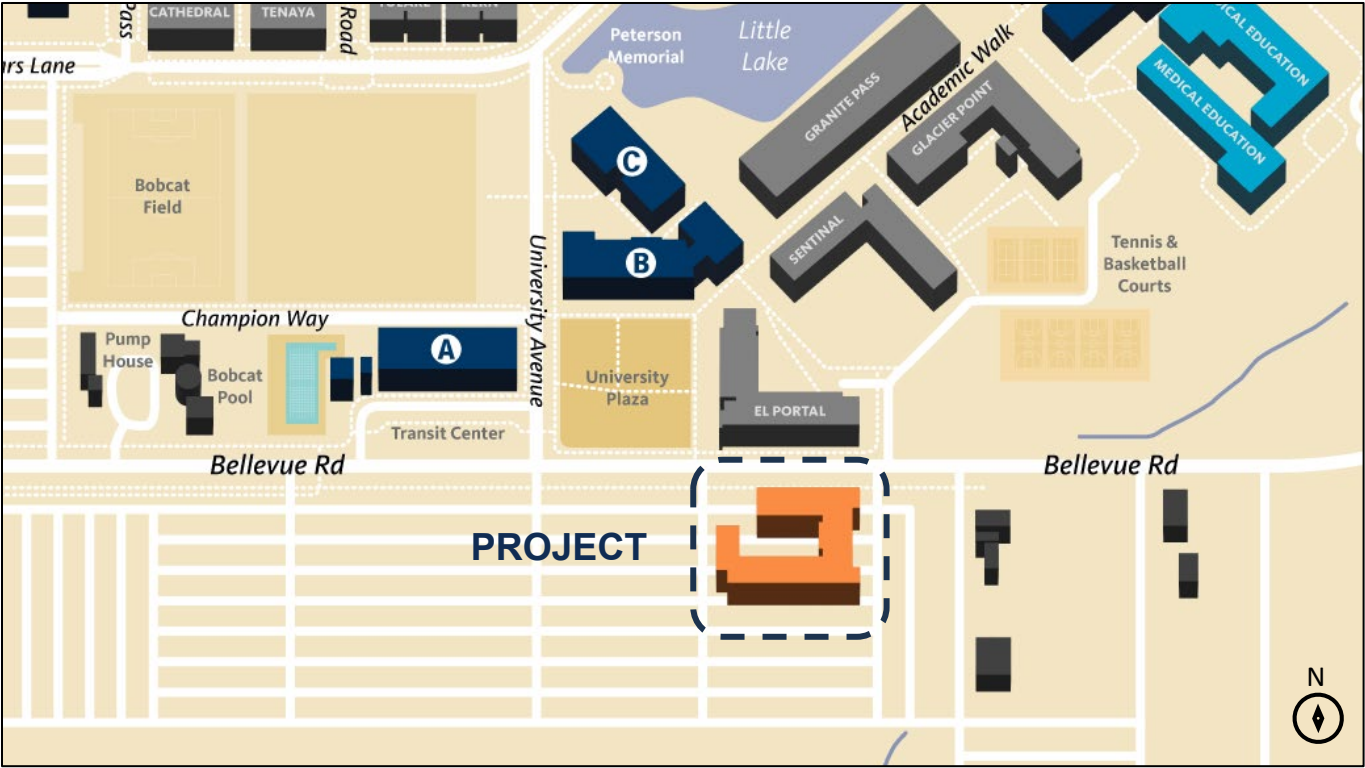 Pass
CATHEDRAL
TENAYA
Road
TULARE
KERN
Peterson
Memorial
Little
Lake
GRANITE PASS
Academic Walk
GLACIER POINT
MEDICAL EDUCATION
MEDICAL EDUCATION
ars Lane
Bobcat
Field
C
B
University Avenue
SENTINAL
Tennis &
Basketball
Courts
Champion Way
Pump
House
Bobcat
Pool
A
University
Plaza
EL PORTAL
Transit Center
Bellevue Rd
Bellevue Rd
PROJECT
N